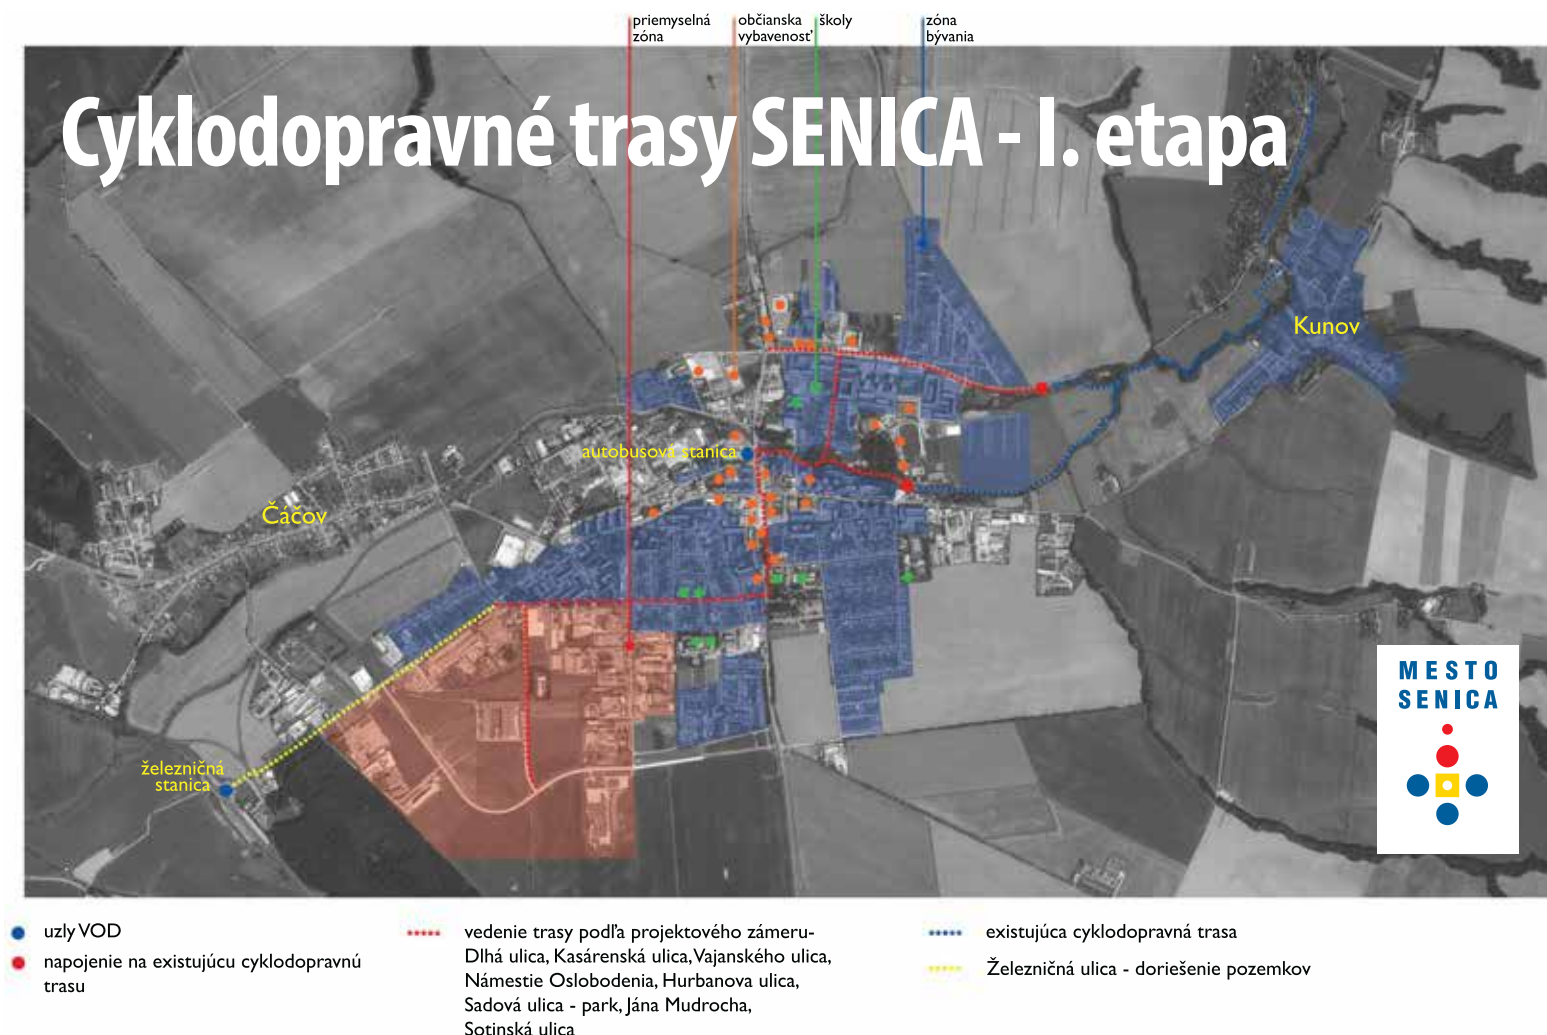 priemyselná
zóna
občianska
vybavenosť
školy
zóna
bývania
Cyklodopravné trasy SENICA - I. etapa
Kunov
autobusová stanica
Čáčov
železničná
stanica
MESTO
SENICA
uzly VOD
napojenie na existujúcu cyklodopravnú
trasu
vedenie trasy podľa projektového zámeru-
Dlhá ulica, Kasárenská ulica, Vajanského ulica,
Námestie Oslobodenia, Hurbanova ulica,
Sadová ulica - park, Jána Mudrocha,
Sotinská ulica
existujúca cyklodopravná trasa
Železničná ulica - doriešenie pozemkov